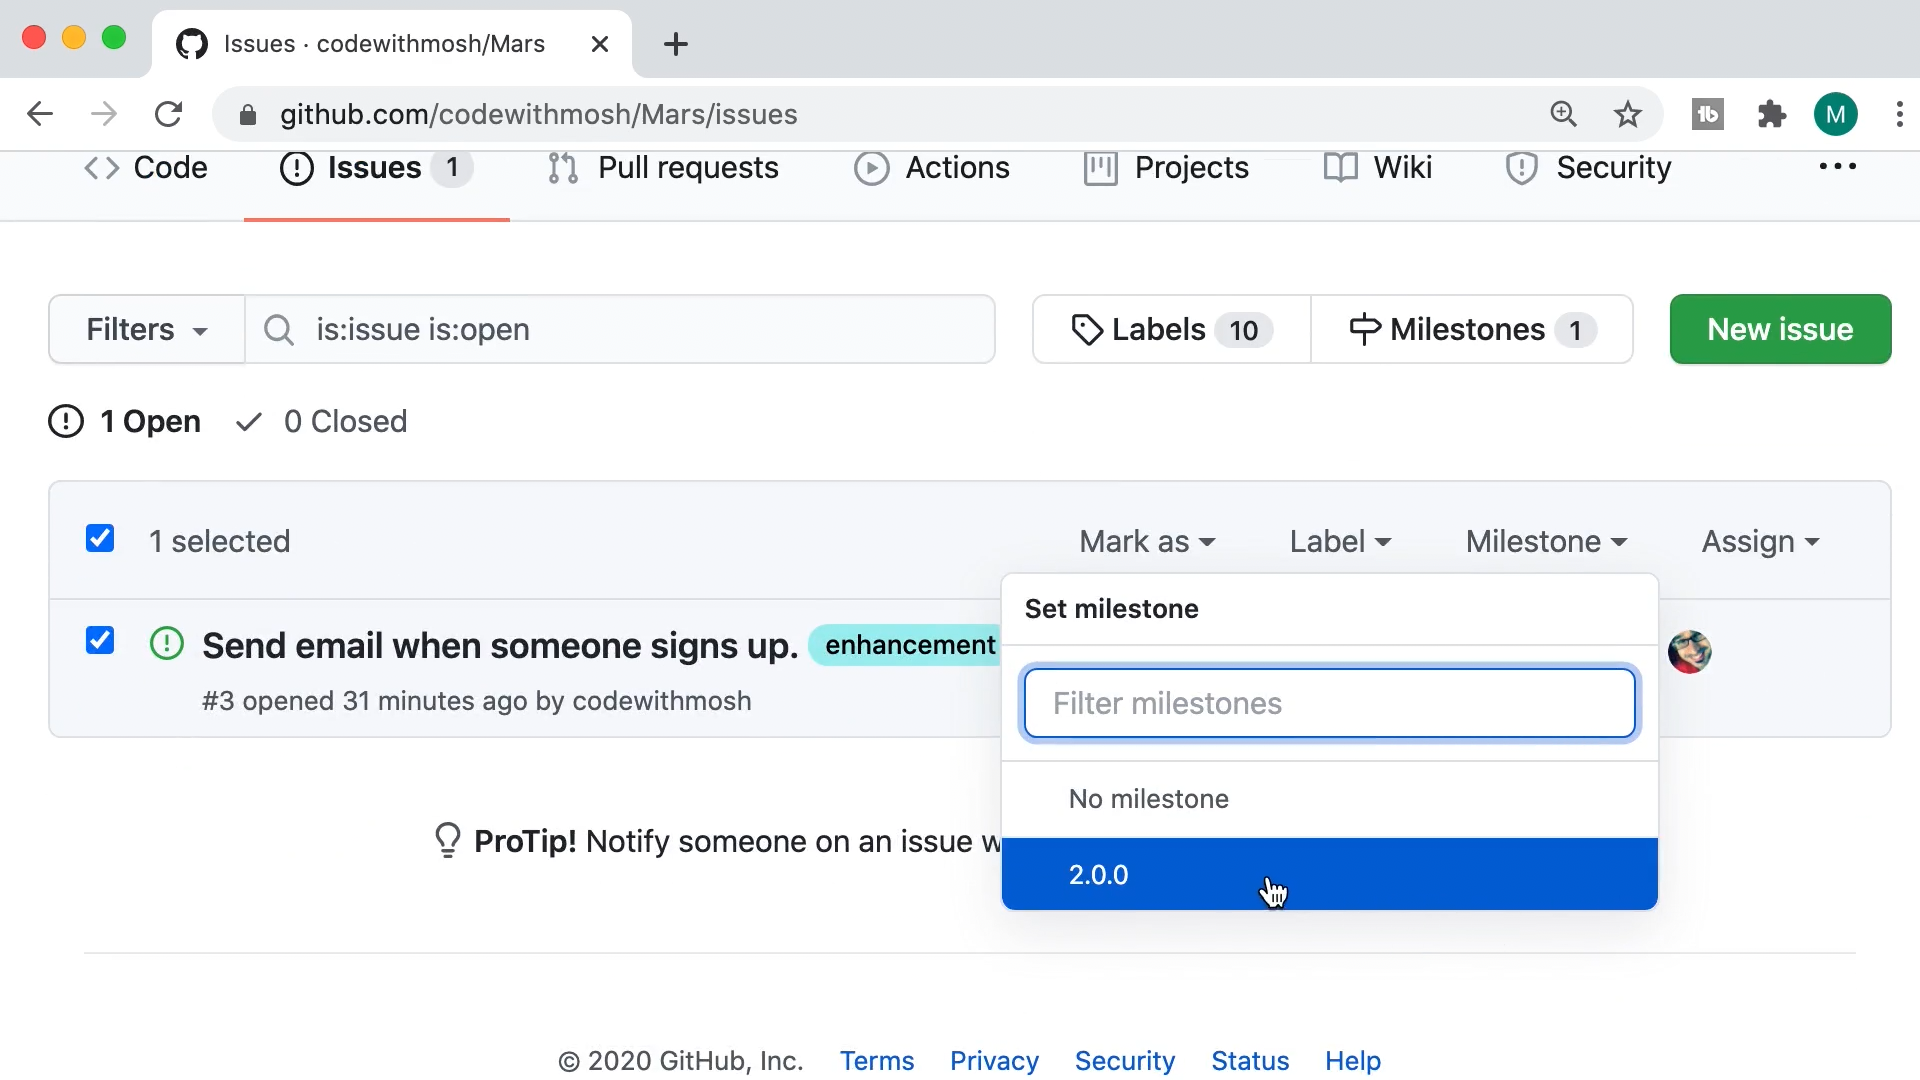 Issues · codewithmosh/Mars
github.com/codewithmosh/Mars/issues
M
Code Issues 1 Pull requests Actions Projects Wiki Security
Filters is:issue is:open Labels 10 Milestones 1 New issue
1 Open 0 Closed
1 selected Mark as Label Milestone Assign
Set milestone
Send email when someone signs up. enhancement
#3 opened 31 minutes ago by codewithmosh
Filter milestones
No milestone
ProTip! Notify someone on an issue w
2.0.0
© 2020 GitHub, Inc. Terms Privacy Security Status Help